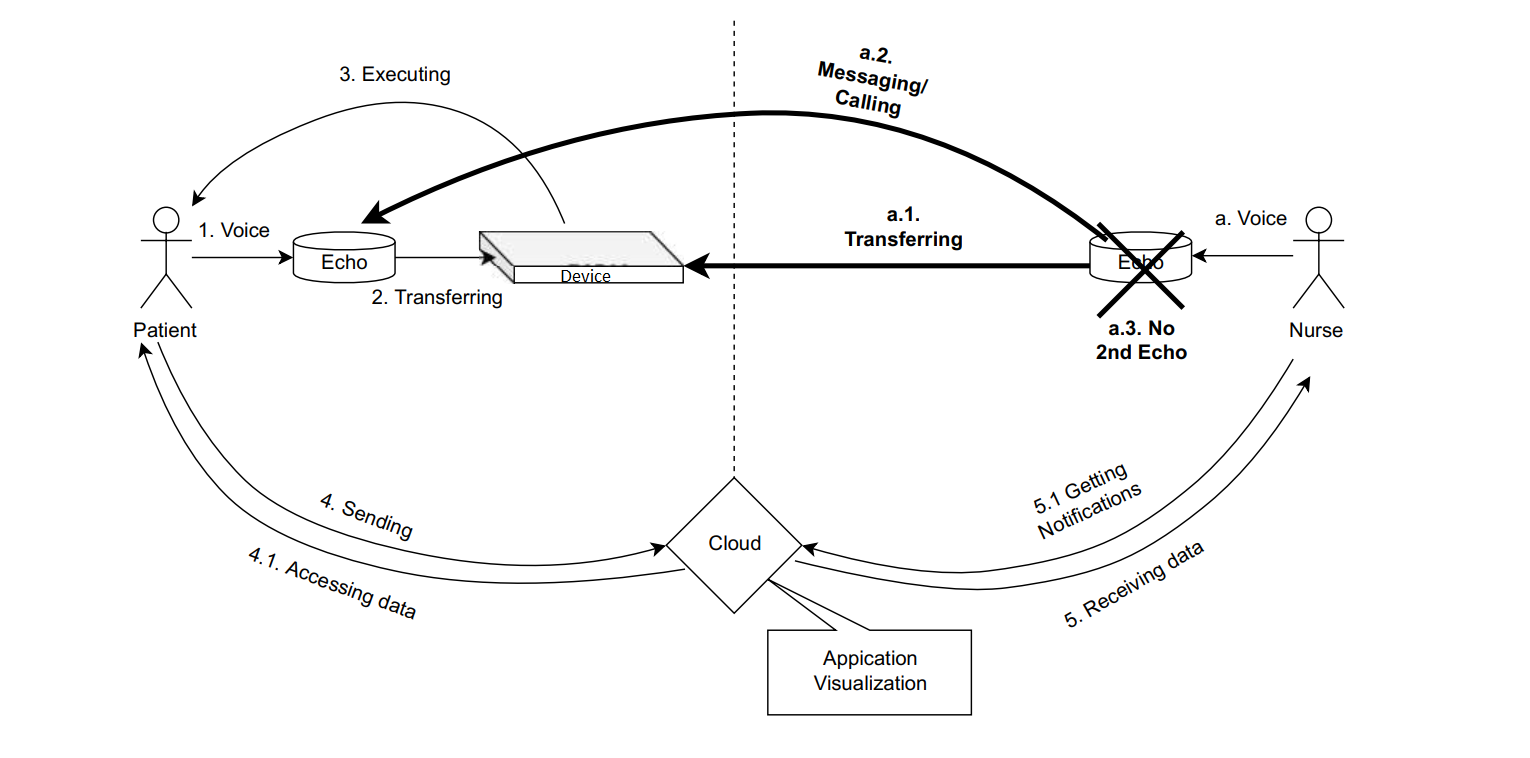 3. Executing
a.2.
Messaging/
Calling
1. Voice
Echo
2. Transferring
Device
a.1.
Transferring
Echo
a. Voice
a.3. No
2nd Echo
Patient
Nurse
4. Sending
4.1. Accessing data
Cloud
5.1 Getting
Notifications
5. Receiving data
Appication
Visualization